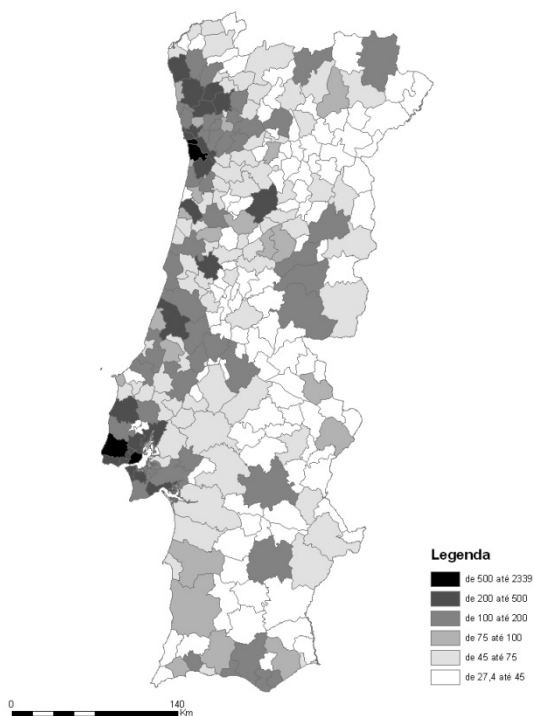 Legenda
de 500 até 2339
de 200 até 500
de 100 até 200
de 75 até 100
de 45 até 75
de 27,4 até 45
0 140
Km